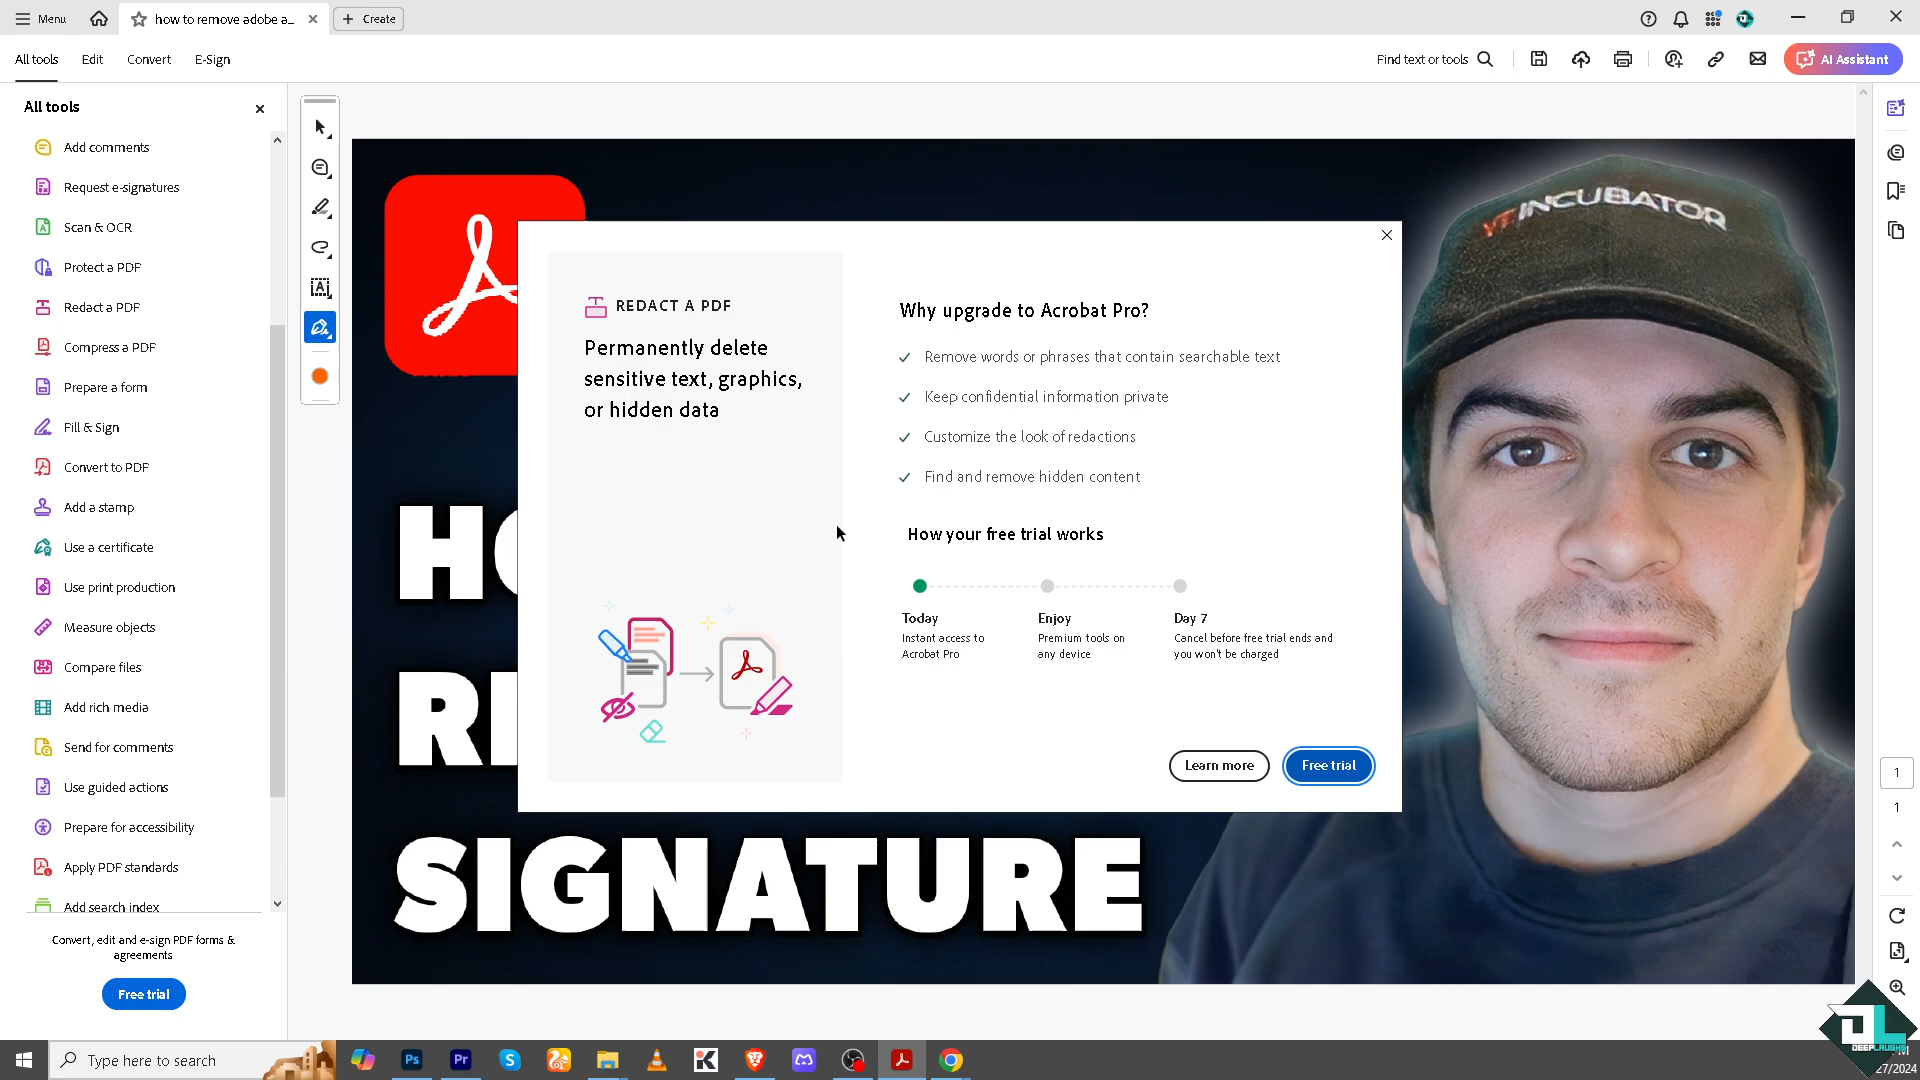 Menu
how to remove adobe a...
Create
All tools
Edit
Convert
E-Sign
Find text or tools
AI Assistant
All tools
Add comments
Request e-signatures
Scan & OCR
Protect a PDF
Redact a PDF
Compress a PDF
Prepare a form
Fill & Sign
Convert to PDF
Add a stamp
Use a certificate
Use print production
Measure objects
Compare files
Add rich media
Send for comments
Use guided actions
Prepare for accessibility
Apply PDF standards
Add search index
Convert, edit and e-sign PDF forms &
agreements
Free trial
YTINCUBATOR
REDACT A PDF
Permanently delete
sensitive text, graphics,
or hidden data
Why upgrade to Acrobat Pro?
Remove words or phrases that contain searchable text
Keep confidential information private
Customize the look of redactions
Find and remove hidden content
How your free trial works
Today
Instant access to
Acrobat Pro
Enjoy
Premium tools on
any device
Day 7
Cancel before free trial ends and
you won't be charged
Learn more
Free trial
SIGNATURE
1
1
Type here to search
Ps
Pr
DEEPLAUGHS
27/2024